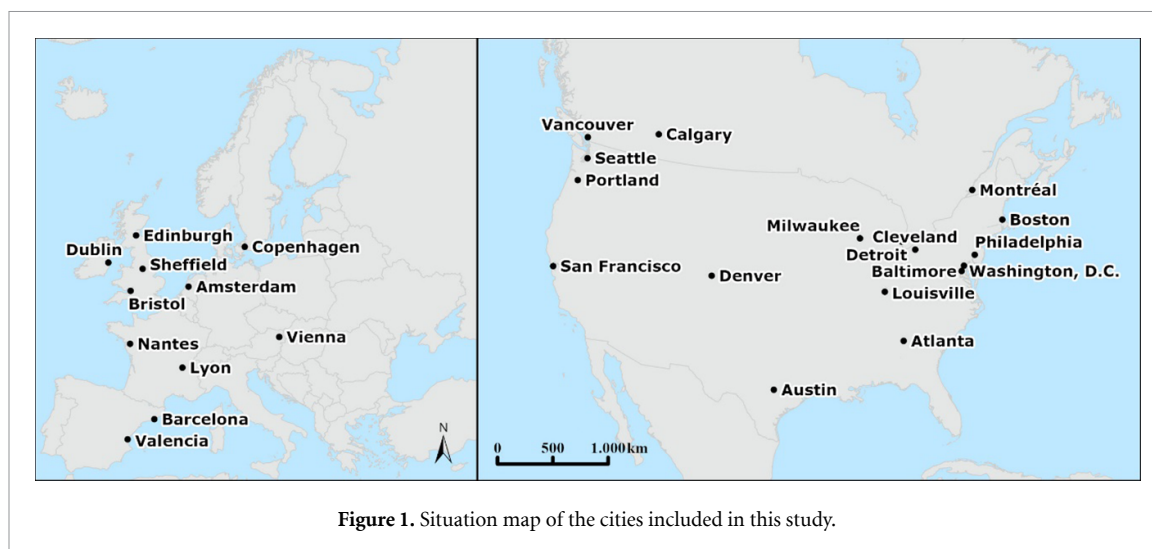 Edinburgh
Dublin
Copenhagen
Sheffield
Amsterdam
Bristol
Vienna
Nantes
Lyon
Barcelona
Valencia
N
Vancouver
Calgary
Seattle
Portland
Montréal
Boston
Milwaukee
Cleveland
Philadelphia
Detroit
San Francisco
Denver
Baltimore
Washington, D.C.
Louisville
Atlanta
Austin
0 500 1.000 km
Figure 1. Situation map of the cities included in this study.